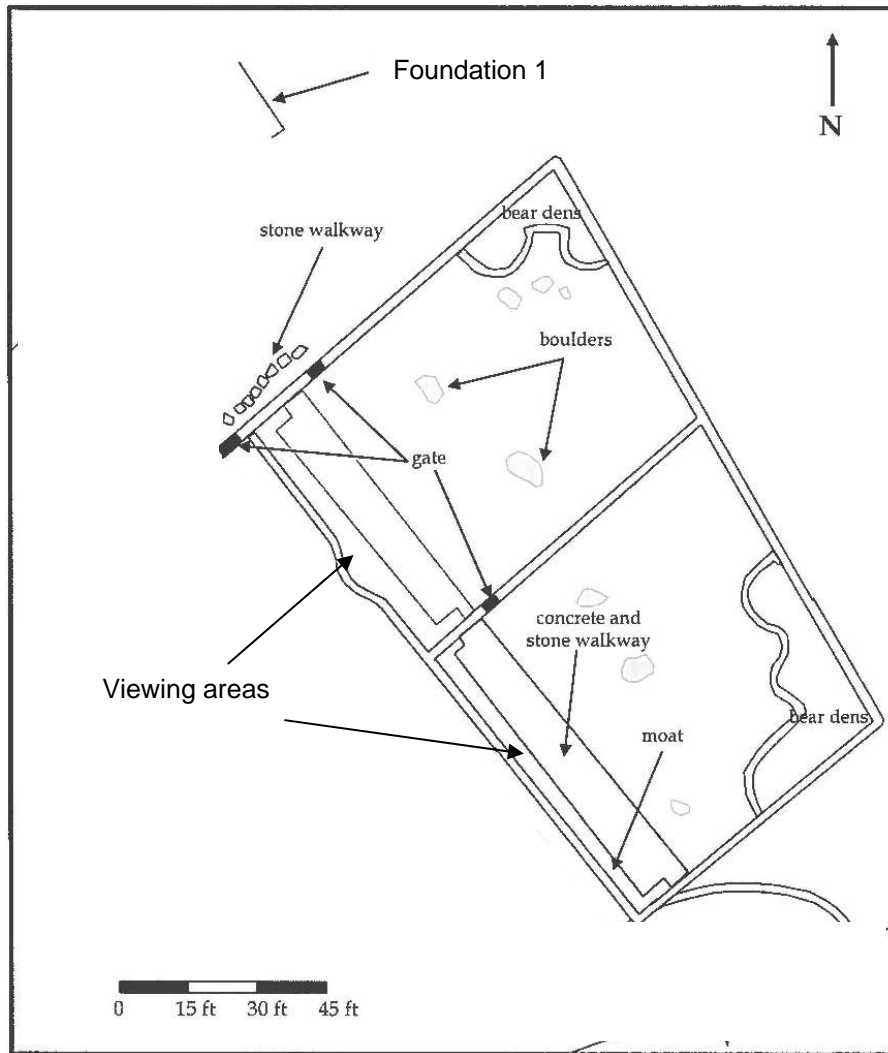 Foundation 1
N
bear dens
stone walkway
boulders
gate
concrete and
stone walkway
Viewing areas
bear dens
moat
0 15 ft 30 ft 45 ft